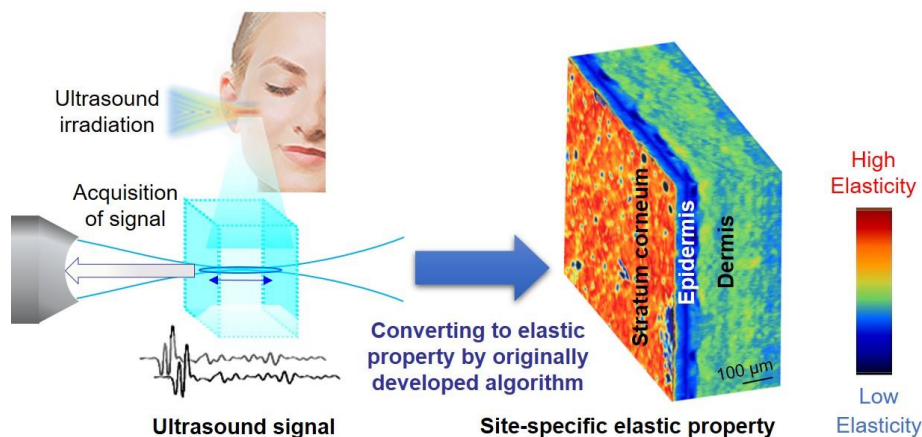 Ultrasound
irradiation
Acquisition
of signal
Ultrasound signal
Converting to elastic
property by originally
developed algorithm
Stratum corneum
Epidermis
Dermis
100 µm
Site-specific elastic property
High
Elasticity
Low
Elasticity